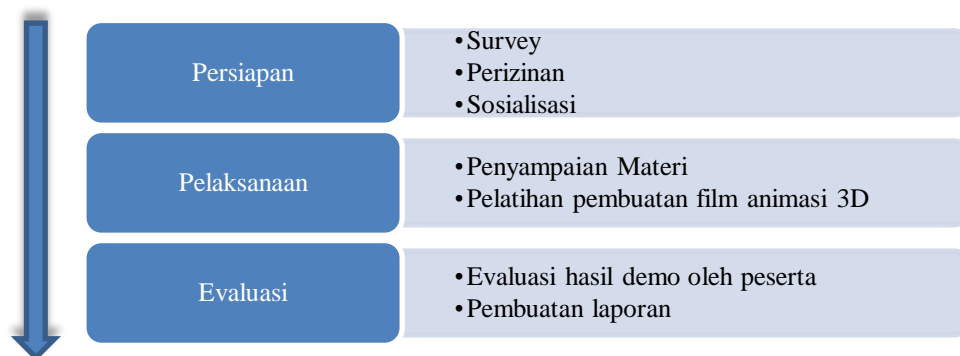 Persiapan
•Survey
•Perizinan
•Sosialisasi
Pelaksanaan
•Penyampaian Materi
•Pelatihan pembuatan film animasi 3D
Evaluasi
•Evaluasi hasil demo oleh peserta
•Pembuatan laporan